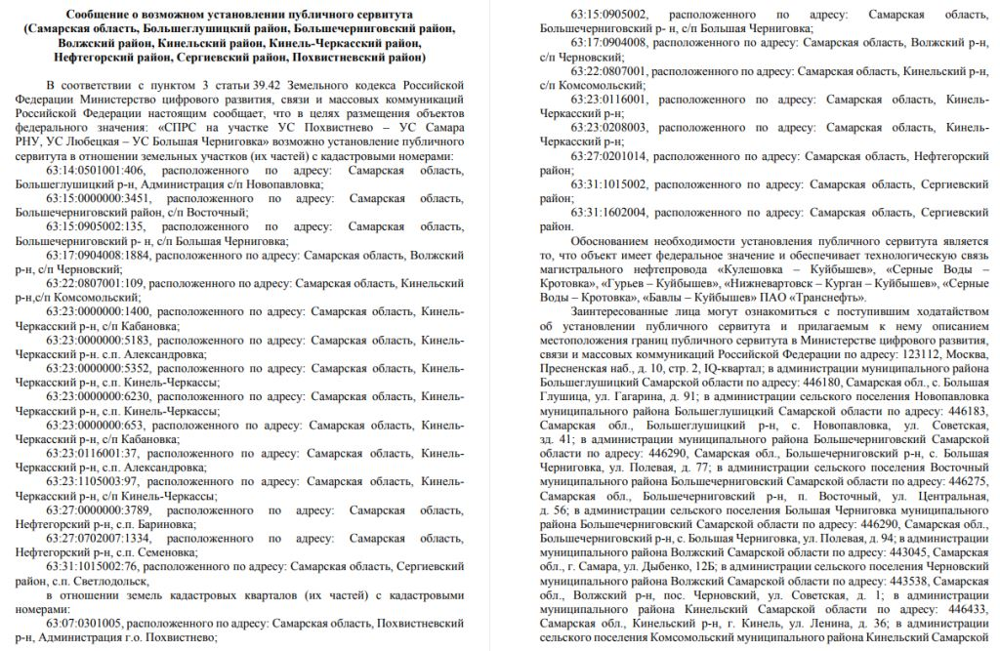 Сообщение о возможном установлении публичного сервитута
(Самарская область, Большеглушицкий район, Большечерниговский район,
Волжский район, Кинельский район, Кинель-Черкасский район,
Нефтегорский район, Сергиевский район, Похвистневский район)
В соответствии с пунктом 3 статьи 39.42 Земельного кодекса Российской
Федерации Министерство цифрового развития, связи и массовых коммуникаций
Российской Федерации настоящим сообщает, что в целях размещения объектов
федерального значения: «СПРС на участке УС Похвистнево – УС Самара
РНУ, УС Любецкая – УС Большая Черниговка» возможно установление публичного
сервитута в отношении земельных участков (их частей) с кадастровыми номерами:
63:14:0501001:406, расположенного по адресу: Самарская область,
Большеглушицкий р-н, Администрация с/п Новопавловка;
63:15:0000000:3451, расположенного по адресу: Самарская область,
Большечерниговский район, с/п Восточный;
63:15:0905002:135, расположенного по адресу: Самарская область,
Большечерниговский р- н, с/п Большая Черниговка;
63:17:0904008:1884, расположенного по адресу: Самарская область, Волжский
р-н, с/п Черновский;
63:22:0807001:109, расположенного по адресу: Самарская область, Кинельский
р-н,с/п Комсомольский;
63:23:0000000:1400, расположенного по адресу: Самарская область, Кинель-
Черкасский р-н, с/п Кабановка;
63:23:0000000:5183, расположенного по адресу: Самарская область, Кинель-
Черкасский р-н. с.п. Александровка;
63:23:0000000:5352, расположенного по адресу: Самарская область, Кинель-
Черкасский р-н, с.п. Кинель-Черкассы;
63:23:0000000:6230, расположенного по адресу: Самарская область, Кинель-
Черкасский р-н, с.п. Кинель-Черкассы;
63:23:0000000:653, расположенного по адресу: Самарская область, Кинель-
Черкасский р-н, с/п Кабановка;
63:23:0116001:37, расположенного по адресу: Самарская область, Кинель-
Черкасский р-н, с.п. Александровка;
63:23:1105003:97, расположенного по адресу: Самарская область, Кинель-
Черкасский р-н, с/п Кинель-Черкассы;
63:27:0000000:3789, расположенного по адресу: Самарская область,
Нефтегорский р-н, с.п. Бариновка;
63:27:0702007:1334, расположенного по адресу: Самарская область,
Нефтегорский р-н, с.п. Семеновка;
63:31:1015002:76, расположенного по адресу: Самарская область, Сергиевский
район, с.п. Светлодольск,
в отношении земель кадастровых кварталов (их частей) с кадастровыми
номерами:
63:07:0301005, расположенного по адресу: Самарская область, Похвистневский
р-н, Администрация г.о. Похвистнево;
63:15:0905002, расположенного по адресу: Самарская область,
Большечерниговский р- н, с/п Большая Черниговка;
63:17:0904008, расположенного по адресу: Самарская область, Волжский р-н,
с/п Черновский;
63:22:0807001, расположенного по адресу: Самарская область, Кинельский р-н,
с/п Комсомольский;
63:23:0116001, расположенного по адресу: Самарская область, Кинель-
Черкасский р-н;
63:23:0208003, расположенного по адресу: Самарская область, Кинель-
Черкасский р-н;
63:27:0201014, расположенного по адресу: Самарская область, Нефтегорский
район;
63:31:1015002, расположенного по адресу: Самарская область, Сергиевский
район;
63:31:1602004, расположенного по адресу: Самарская область, Сергиевский
район.
Обоснованием необходимости установления публичного сервитута является
то, что объект имеет федеральное значение и обеспечивает технологическую связь
магистрального нефтепровода «Кулешовка – Куйбышев», «Серные Воды –
Кротовка», «Гурьев – Куйбышев», «Нижневартовск – Курган – Куйбышев», «Серные
Воды – Кротовка», «Бавлы – Куйбышев» ПАО «Транснефть».
Заинтересованные лица могут ознакомиться с поступившим ходатайством
об установлении публичного сервитута и прилагаемым к нему описанием
местоположения границ публичного сервитута в Министерстве цифрового развития,
связи и массовых коммуникаций Российской Федерации по адресу: 123112, Москва,
Пресненская наб., д. 10, стр. 2, IQ-квартал; в администрации муниципального района
Большеглушицкий Самарской области по адресу: 446180, Самарская обл., с. Большая
Глушица, ул. Гагарина, д. 91; в администрации сельского поселения Новопавловка
муниципального района Большеглушицкий Самарской области по адресу: 446183,
Самарская обл., Большеглушицкий р-н, с. Новопавловка, ул. Советская,
зд. 41; в администрации муниципального района Большечерниговский Самарской
области по адресу: 446290, Самарская обл., Большечерниговский р-н, с. Большая
Черниговка, ул. Полевая, д. 77; в администрации сельского поселения Восточный
муниципального района Большечерниговский Самарской области по адресу: 446275,
Самарская обл., Большечерниговский р-н, п. Восточный, ул. Центральная,
д. 56; в администрации сельского поселения Большая Черниговка муниципального
района Большечерниговский Самарской области по адресу: 446290, Самарская обл.,
Большечерниговский р-н, с. Большая Черниговка, ул. Полевая, д. 94; в администрации
муниципального района Волжский Самарской области по адресу: 443045, Самарская
обл., г. Самара, ул. Дыбенко, 12Б; в администрации сельского поселения Черновский
муниципального района Волжский Самарской области по адресу: 443538, Самарская
обл., Волжский р-н, пос. Черновский, ул. Советская, д. 1; в администрации
муниципального района Кинельский Самарской области по адресу: 446433,
Самарская обл., Кинельский р-н, г. Кинель, ул. Ленина, д. 36; в администрации
сельского поселения Комсомольский муниципального района Кинельский Самарской